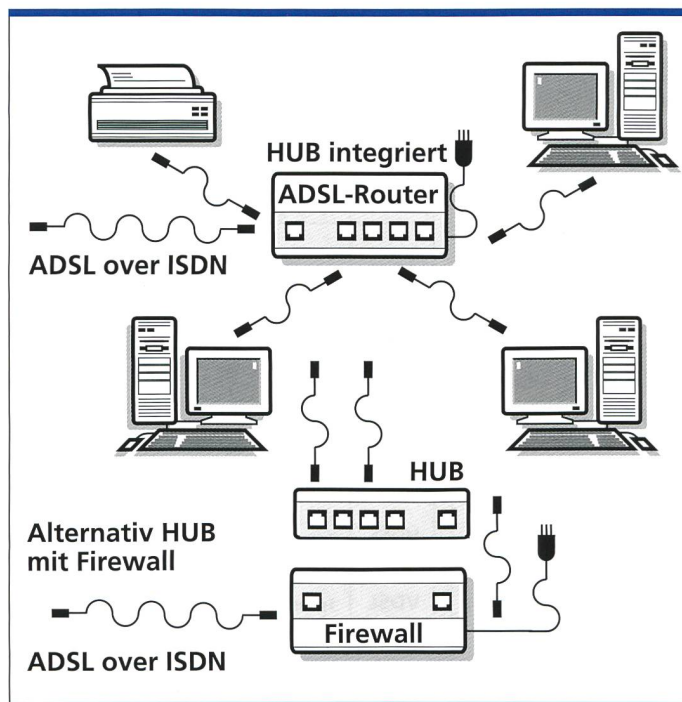 HUB integriert
ADSL-Router
ADSL over ISDN
HUB
Alternativ HUB
mit Firewall
Firewall
ADSL over ISDN